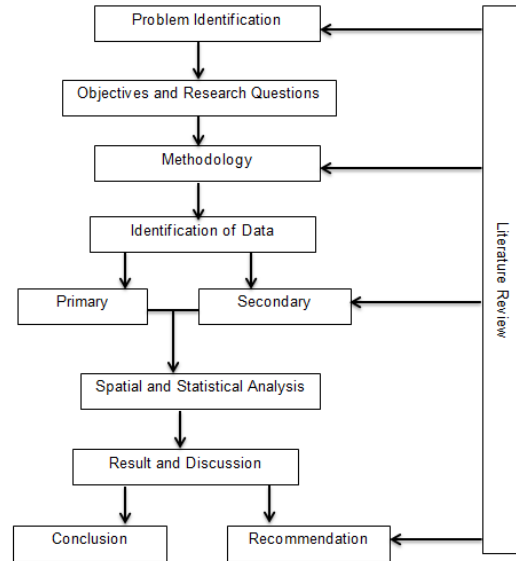 Problem Identification
Objectives and Research Questions
Methodology
Identification of Data
Primary
Secondary
Spatial and Statistical Analysis
Result and Discussion
Conclusion
Recommendation
Literature Review